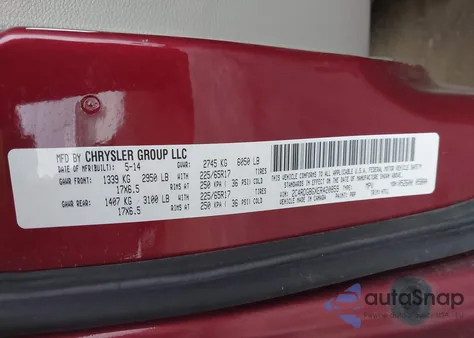 MFD BY CHRYSLER GROUP LLC
DATE OF MFR(BUILT): 5-14 GVWR: 2745 KG 6050 LB
GAWR FRONT: 1339 KG 2950 LB 225/65R17 TIRES
17X6.5 RIMS AT 250 KPA ( 36 PSI) COLD
GAWR REAR: 1407 KG 3100 LB 225/65R17 TIRES
17X6.5 RIMS AT 250 KPA ( 36 PSI) COLD
THIS VEHICLE CONFORMS TO ALL APPLICABLE U.S.A. FEDERAL MOTOR VEHICLE SAFETY
STANDARDS IN EFFECT ON THE DATE OF MANUFACTURE SHOWN ABOVE.
TYPE: MPV
MADE IN CANADA PAINT: TRIM:
autoSnap